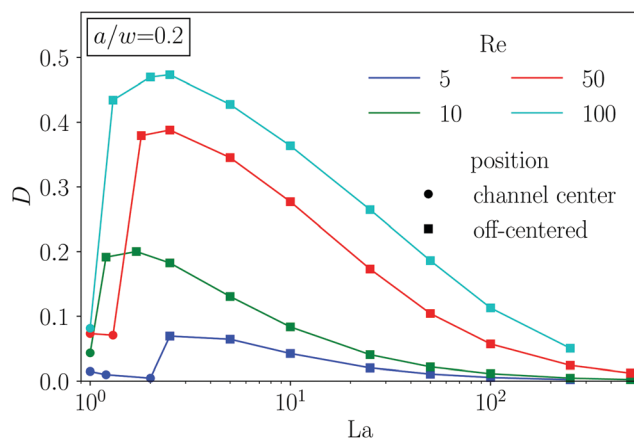 a/w=0.2
Re
5 50
10 100
position
channel center
off-centered
D
0.5
0.4
0.3
0.2
0.1
0.0
10⁰ 10¹ 10²
La